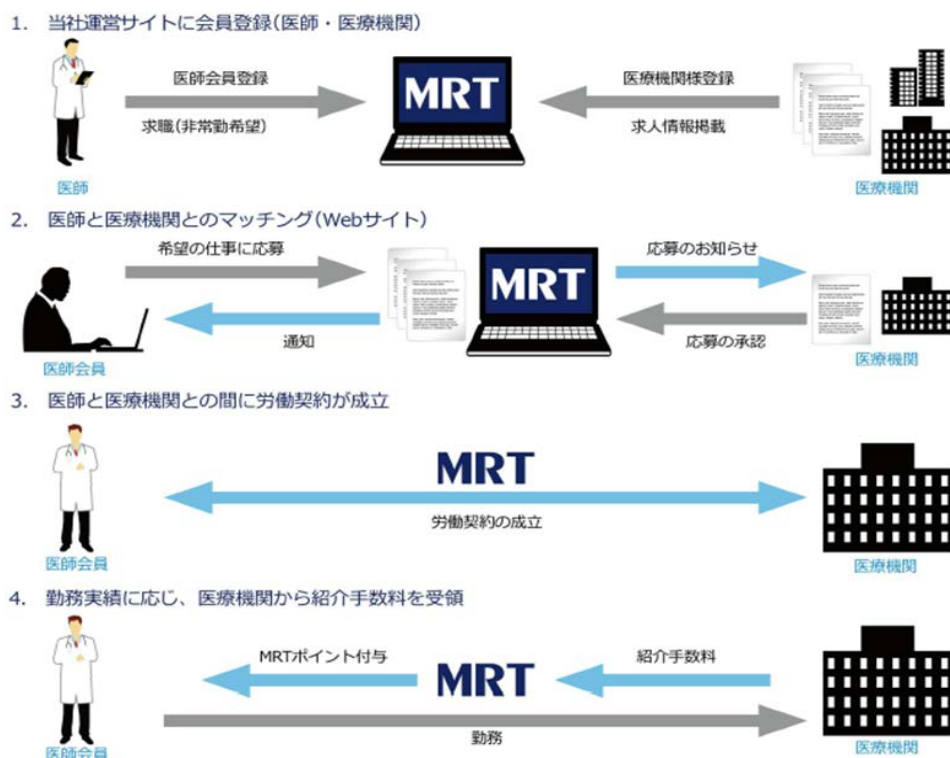 1. 当社運営サイトに会員登録(医師・医療機関)
医師会員登録
求職(非常勤希望)
MRT
医療機関様登録
求人情報掲載
医師
医療機関
2. 医師と医療機関とのマッチング(Webサイト)
希望の仕事に応募
通知
MRT
応募のお知らせ
応募の承認
医師会員
医療機関
3. 医師と医療機関との間に労働契約が成立
MRT
労働契約の成立
医師会員
医療機関
4. 勤務実績に応じ、医療機関から紹介手数料を受領
MRTポイント付与
MRT
紹介手数料
勤務
医師会員
医療機関